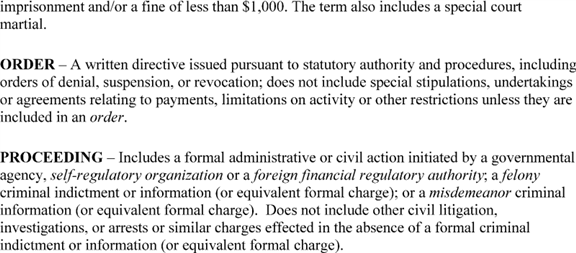 imprisonment and/or a fine of less than $1,000. The term also includes a special court
martial.
ORDER – A written directive issued pursuant to statutory authority and procedures, including
orders of denial, suspension, or revocation; does not include special stipulations, undertakings
or agreements relating to payments, limitations on activity or other restrictions unless they are
included in an order.
PROCEEDING – Includes a formal administrative or civil action initiated by a governmental
agency, self-regulatory organization or a foreign financial regulatory authority; a felony
criminal indictment or information (or equivalent formal charge); or a misdemeanor criminal
information (or equivalent formal charge).  Does not include other civil litigation,
investigations, or arrests or similar charges effected in the absence of a formal criminal
indictment or information (or equivalent formal charge).